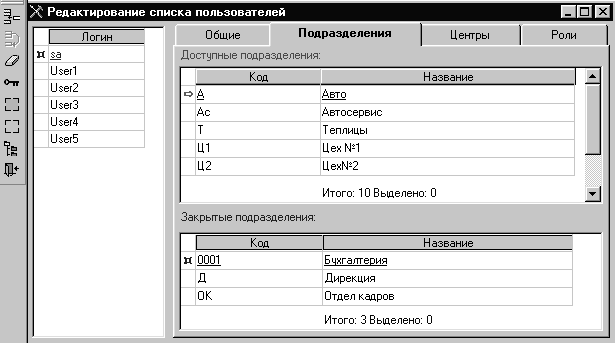 Редактирование списка пользователей
Логин
sa
User1
User2
User3
User4
User5
Общие Подразделения Центры Роли
Доступные подразделения:
Код Название
А Авто
Ас Автосервис
Т Теплицы
Ц1 Цех №1
Ц2 Цех№2
Итого: 10 Выделено: 0
Закрытые подразделения:
Код Название
0001 Бухгалтерия
Д Дирекция
ОК Отдел кадров
Итого: 3 Выделено: 0